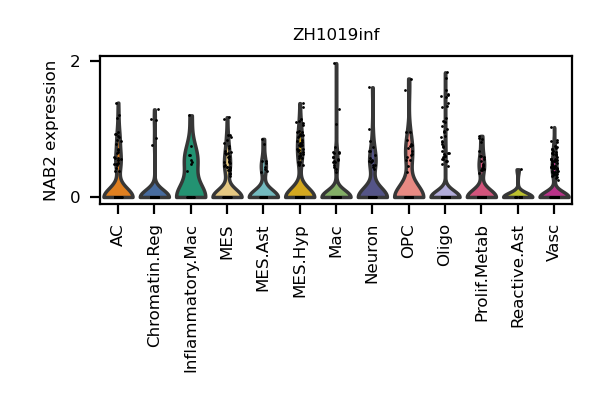 ZH1019inf
NAB2 expression
2
0
AC
Chromatin.Reg
Inflammatory.Mac
MES
MES.Ast
MES.Hyp
Mac
Neuron
OPC
Oligo
Prolif.Metab
Reactive.Ast
Vasc